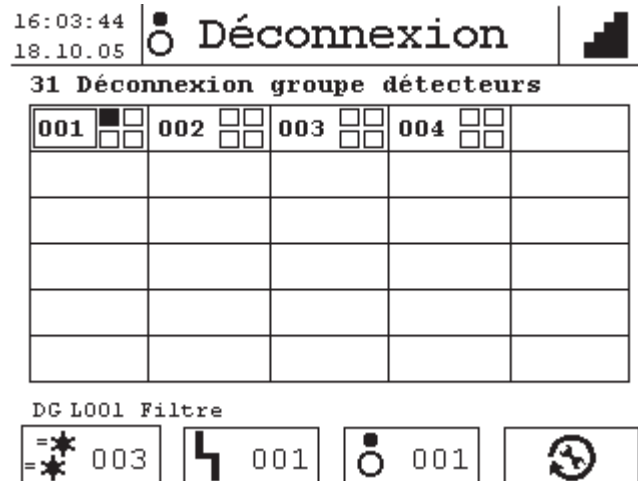 16:03:44
18.10.05
Déconnexion
31 Déconnexion groupe détecteurs
001 002 003 004
DG L001 Filtre
003 001 001